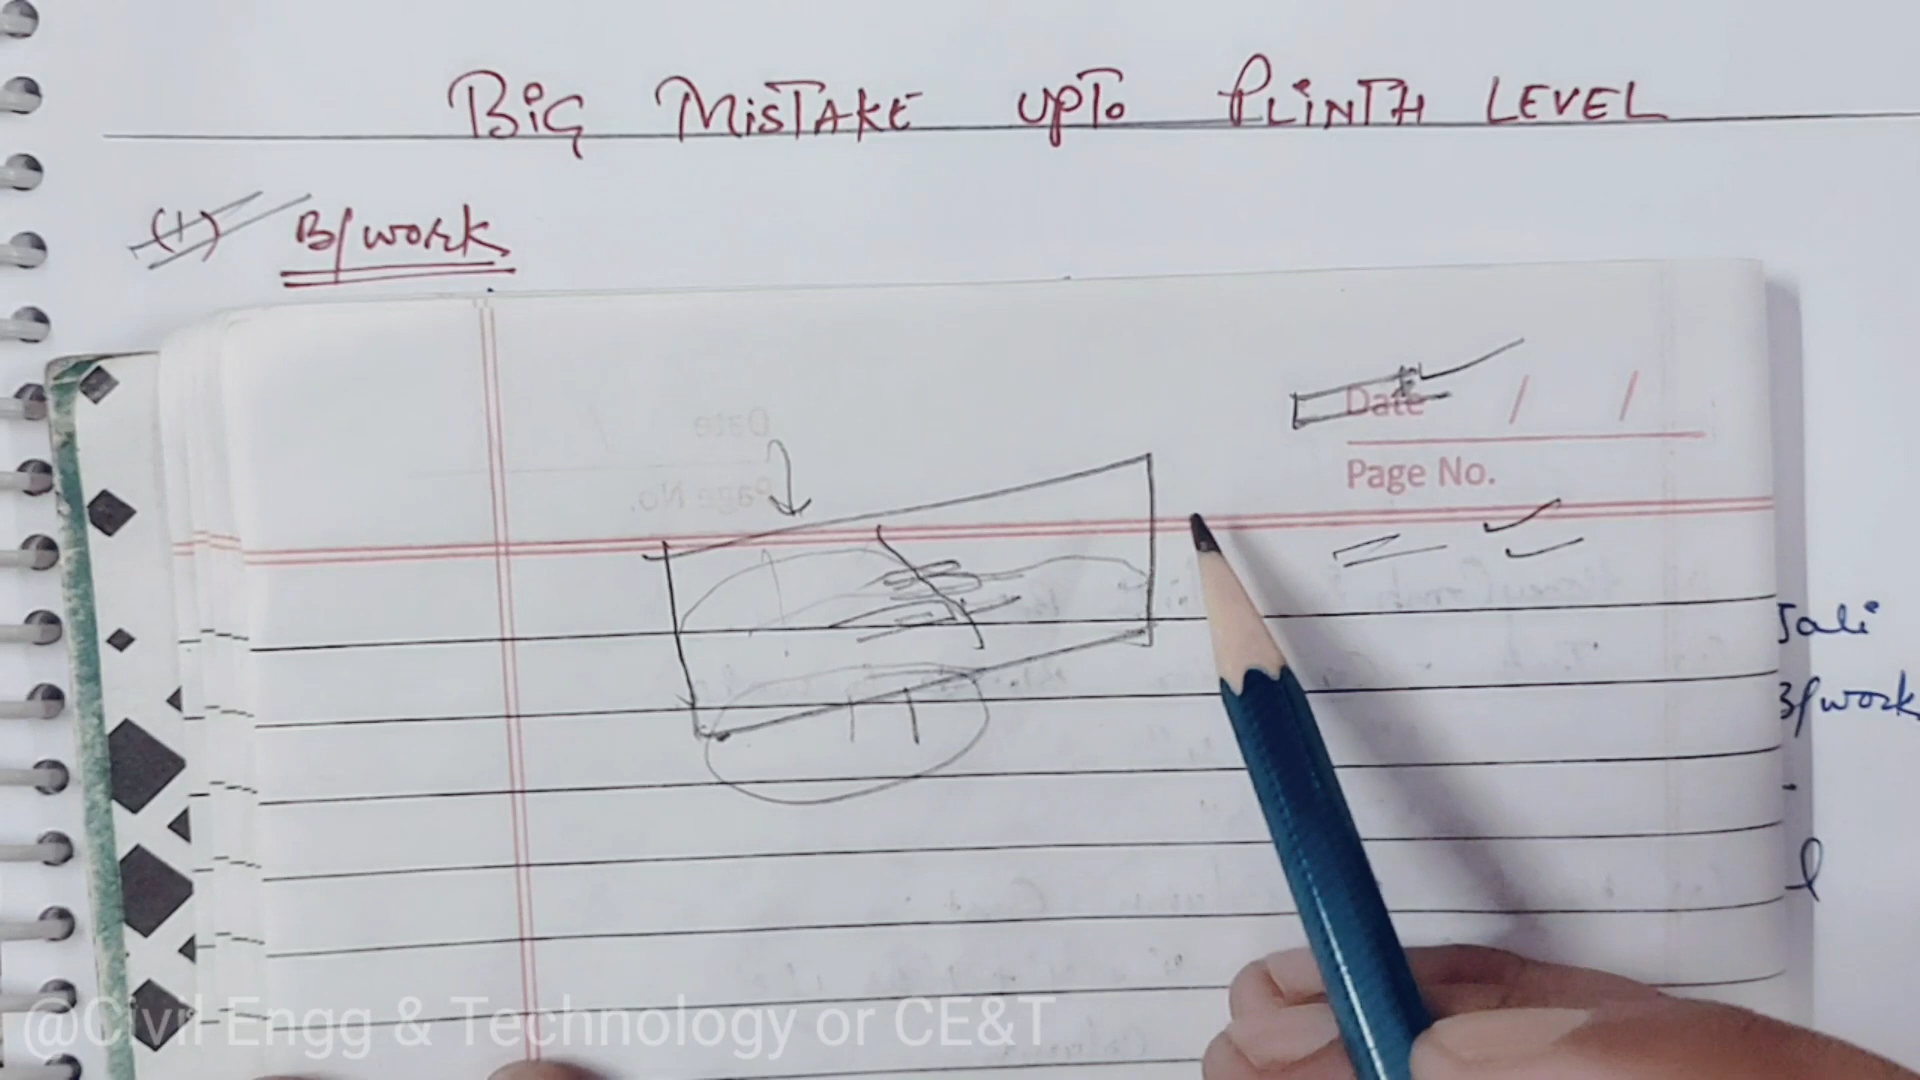 BIG MISTAKE UPTO PLINTH LEVEL
(1) B/work
Date / /
Page No.
Jali
B/work
-
@Civil Engg & Technology or CE&T